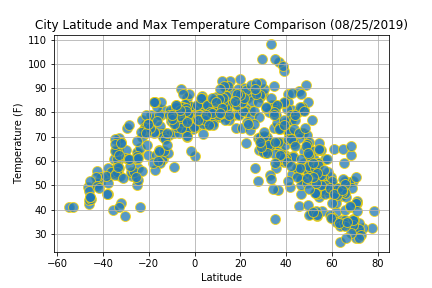 City Latitude and Max Temperature Comparison (08/25/2019)
110
100
90
80
70
60
50
40
30
Temperature (F)
−60 −40 −20 0 20 40 60 80
Latitude